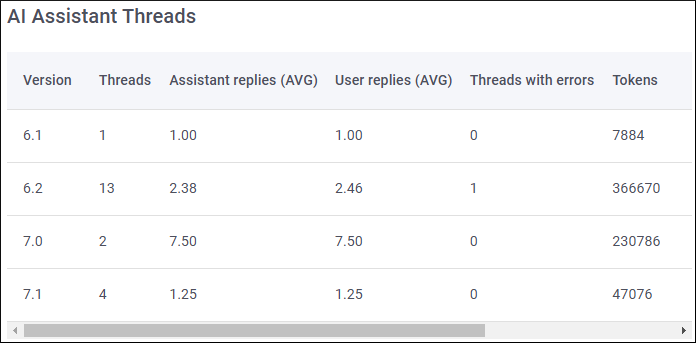 AI Assistant Threads
Version Threads Assistant replies (AVG) User replies (AVG) Threads with errors Tokens
6.1 1 1.00 1.00 0 7884
6.2 13 2.38 2.46 1 366670
7.0 2 7.50 7.50 0 230786
7.1 4 1.25 1.25 0 47076